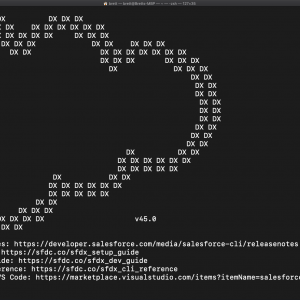 DX DX DX
DX DX DX DX DX DX DX
DX DX DX DX DX DX
DX DX DX DX DX DX
DX DX DX DX DX
DX DX DX
DX DX
DX DX
DX DX
DX DX
DX DX
DX DX DX
DX DX DX
DX DX DX DX DX
DX DX DX DX DX
DX DX
DX DX
DX DX
DX v45.0
DX DX
https://developer.salesforce.com/media/salesforce-cli/releasenotes
https://sfdc.co/sfdx_setup_guide
https://sfdc.co/sfdx_dev_guide
https://sfdc.co/sfdx_cli_reference
Code: https://marketplace.visualstudio.com/items?itemName=salesforce